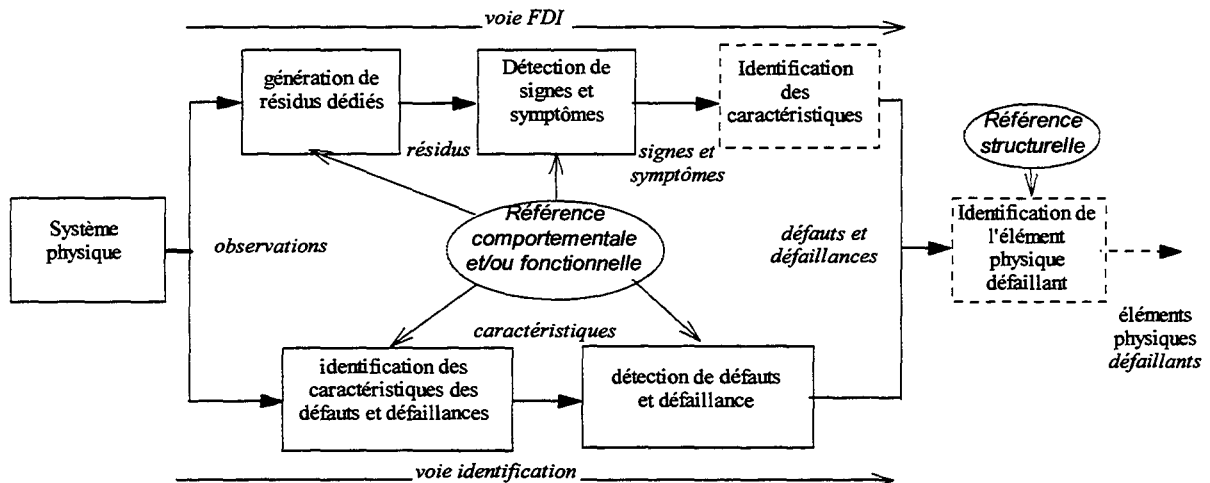 voie FDI
génération de
résidus dédiés
Détection de
signes et
symptômes
Identification
des
caractéristiques
Référence
structurelle
résidus
signes et
symptômes
Système
physique
observations
Référence
comportementale
et/ou fonctionnelle
défauts et
défaillances
Identification de
l'élément
physique
défaillant
éléments
physiques
défaillants
caractéristiques
identification des
caractéristiques des
défauts et défaillances
détection de défauts
et défaillance
voie identification